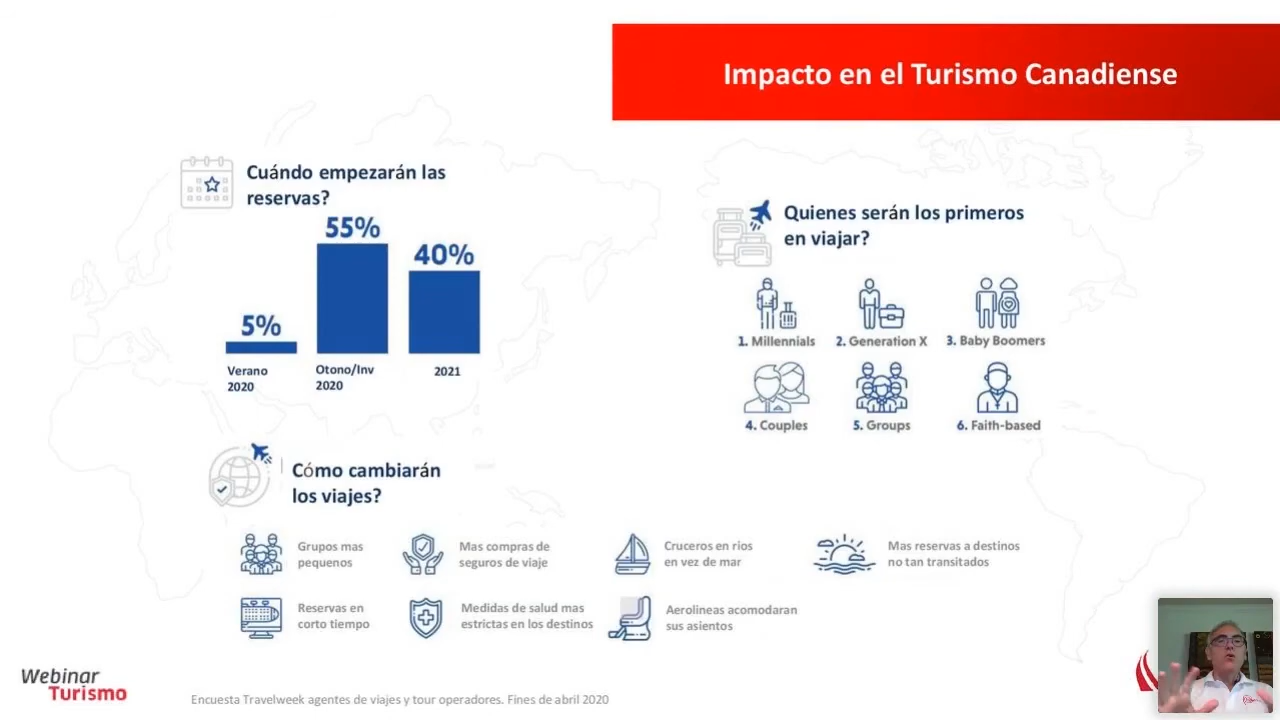 Impacto en el Turismo Canadiense
Cuándo empezarán las
reservas?
55%
40%
5%
Verano
2020
Otono/Inv
2020
2021
Quienes serán los primeros
en viajar?
1. Millennials
2. Generation X
3. Baby Boomers
4. Couples
5. Groups
6. Faith-based
Cómo cambiarán
los viajes?
Grupos mas
pequenos
Mas compras de
seguros de viaje
Cruceros en rios
en vez de mar
Mas reservas a destinos
no tan transitados
Reservas en
corto tiempo
Medidas de salud mas
estrictas en los destinos
Aerolineas acomodaran
sus asientos
Webinar
Turismo
Encuesta Travelweek agentes de viajes y tour operadores. Fines de abril 2020